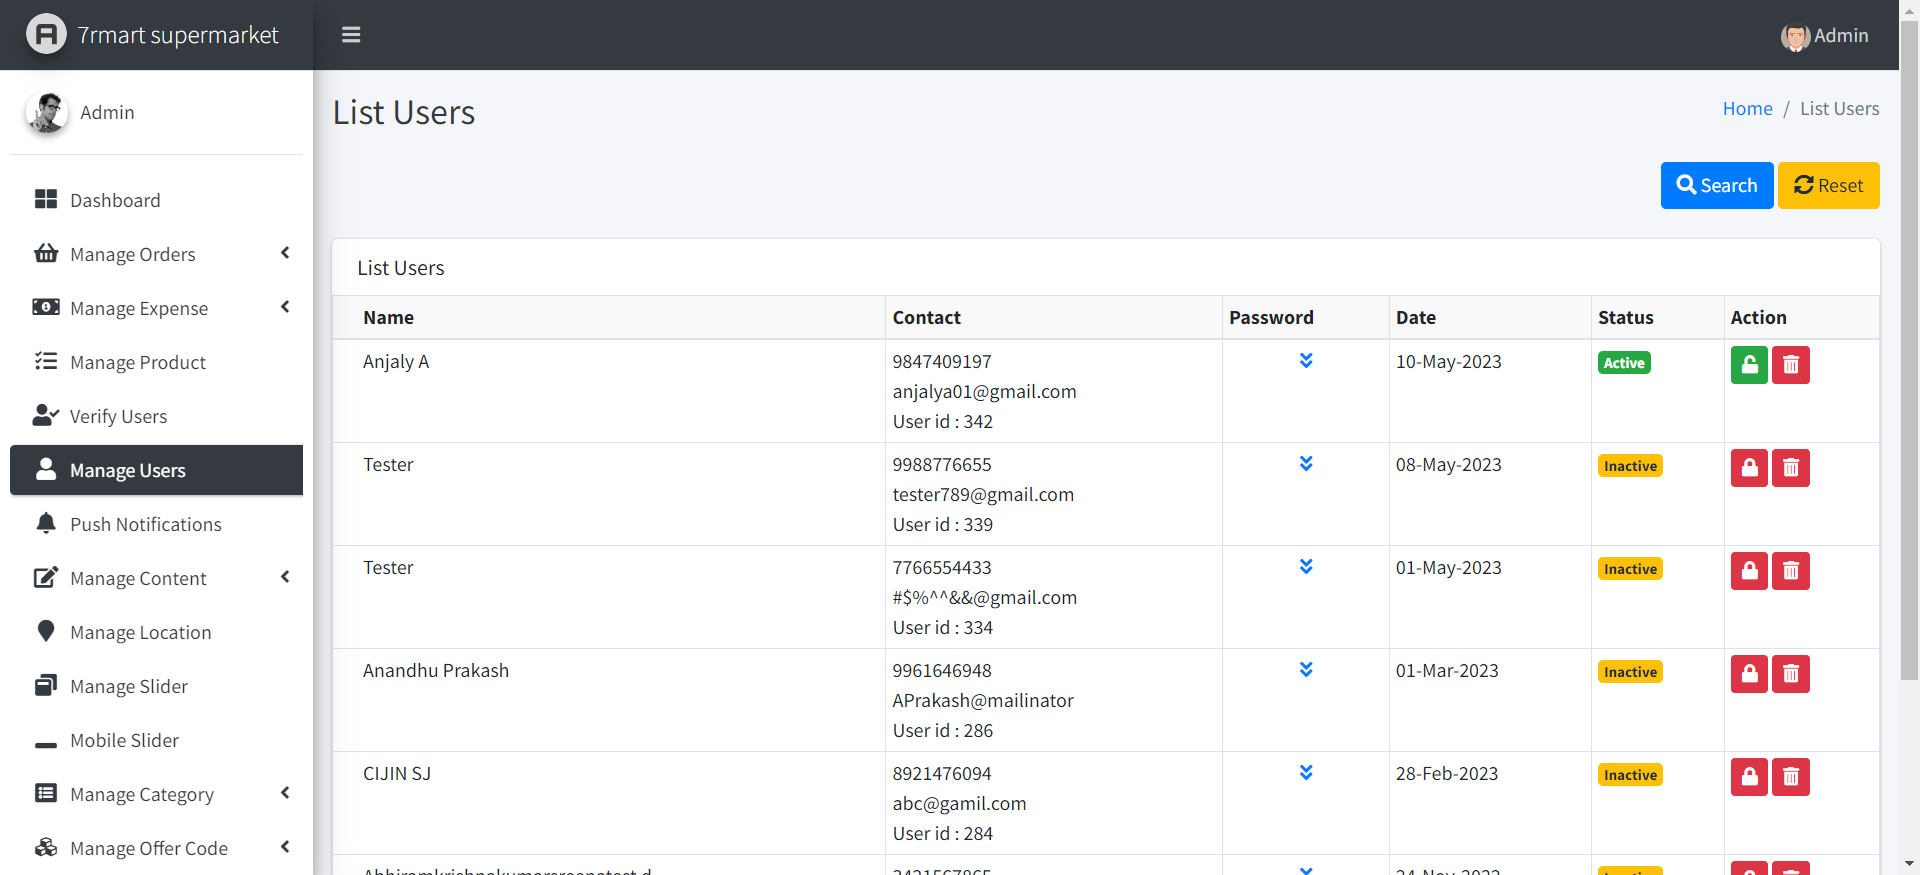 7rmart supermarket
Admin
Admin
Dashboard
Manage Orders
Manage Expense
Manage Product
Verify Users
Manage Users
Push Notifications
Manage Content
Manage Location
Manage Slider
Mobile Slider
Manage Category
Manage Offer Code
List Users
Home / List Users
Search
Reset
List Users
Name Contact Password Date Status Action
Anjaly A 9847409197 10-May-2023 Active
anjalya01@gmail.com
User id : 342
Tester 9988776655 08-May-2023 Inactive
tester789@gmail.com
User id : 339
Tester 7766554433 01-May-2023 Inactive
#$%^^&&@gmail.com
User id : 334
Anandhu Prakash 9961646948 01-Mar-2023 Inactive
APrakash@mailinator
User id : 286
CIJIN SJ 8921476094 28-Feb-2023 Inactive
abc@gamil.com
User id : 284